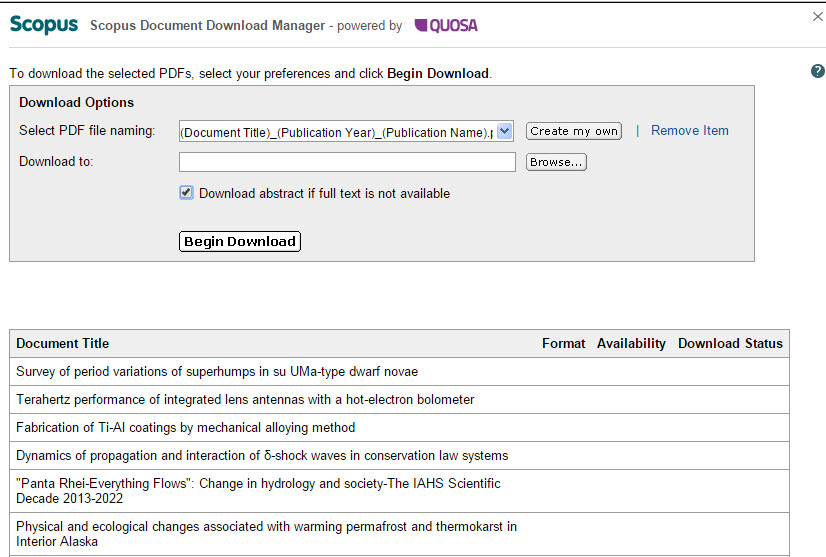 Scopus Scopus Document Download Manager - powered by QUOSA
To download the selected PDFs, select your preferences and click Begin Download.
?
Download Options
Select PDF file naming: (Document Title)_(Publication Year)_(Publication Name).p Create my own | Remove Item
Download to: Browse...
Download abstract if full text is not available
Begin Download
Document Title Format Availability Download Status
Survey of period variations of superhumps in su UMa-type dwarf novae
Terahertz performance of integrated lens antennas with a hot-electron bolometer
Fabrication of Ti-Al coatings by mechanical alloying method
Dynamics of propagation and interaction of δ-shock waves in conservation law systems
"Panta Rhei-Everything Flows": Change in hydrology and society-The IAHS Scientific
Decade 2013-2022
Physical and ecological changes associated with warming permafrost and thermokarst in
Interior Alaska